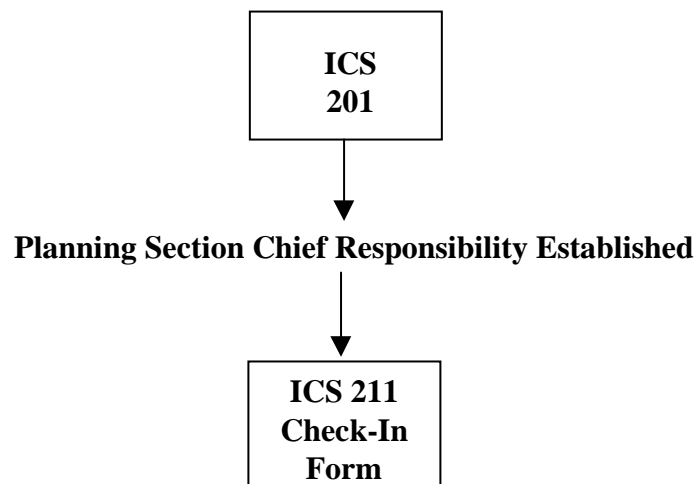 ICS
201
Planning Section Chief Responsibility Established
ICS 211
Check-In
Form